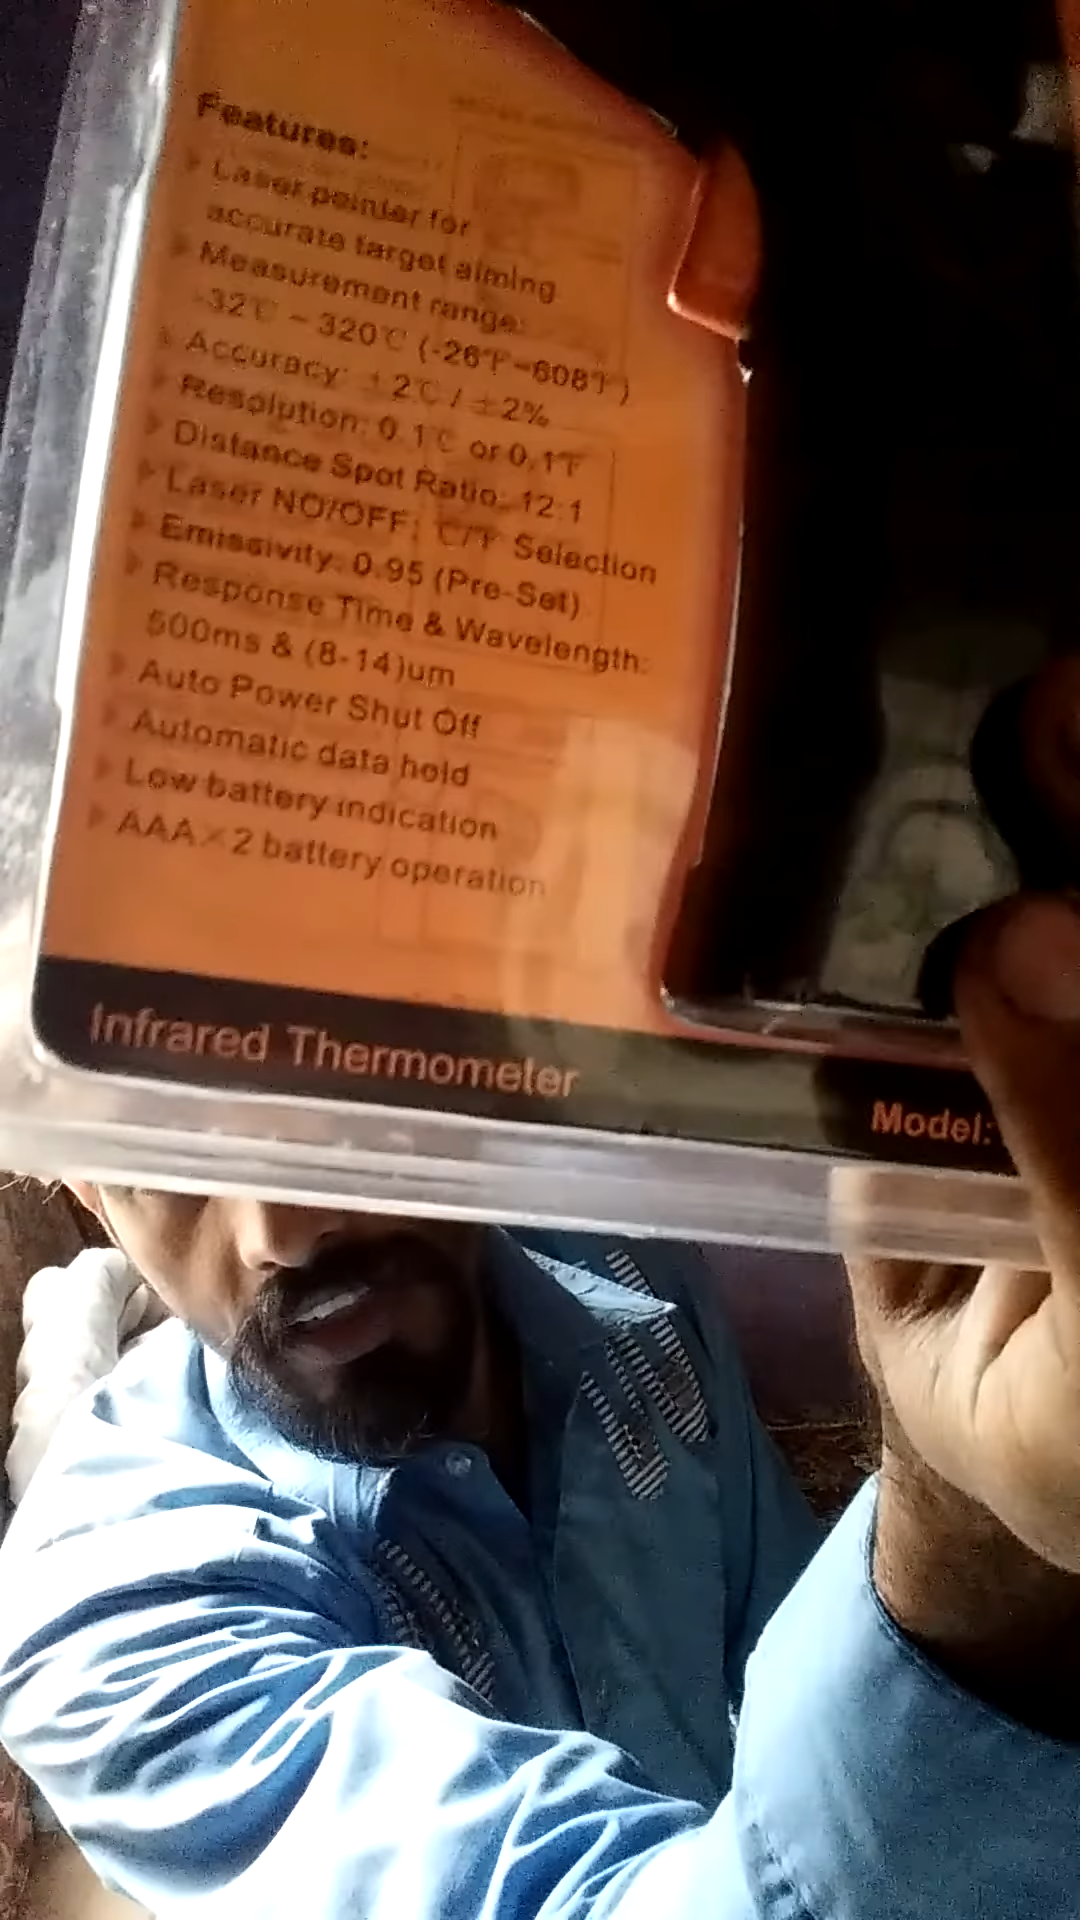 Features:
Laser pointer for
accurate target aiming
Measurement range:
-32℃ ~ 320℃ (-26℉~608℉)
Accuracy: ±2℃ / ±2%
Resolution: 0.1℃ or 0.1℉
Distance Spot Ratio: 12:1
Laser NO/OFF; ℃/℉ Selection
Emissivity: 0.95 (Pre-Set)
Response Time & Wavelength:
500ms & (8-14)um
Auto Power Shut Off
Automatic data hold
Low battery indication
AAA×2 battery operation
Infrared Thermometer
Model: